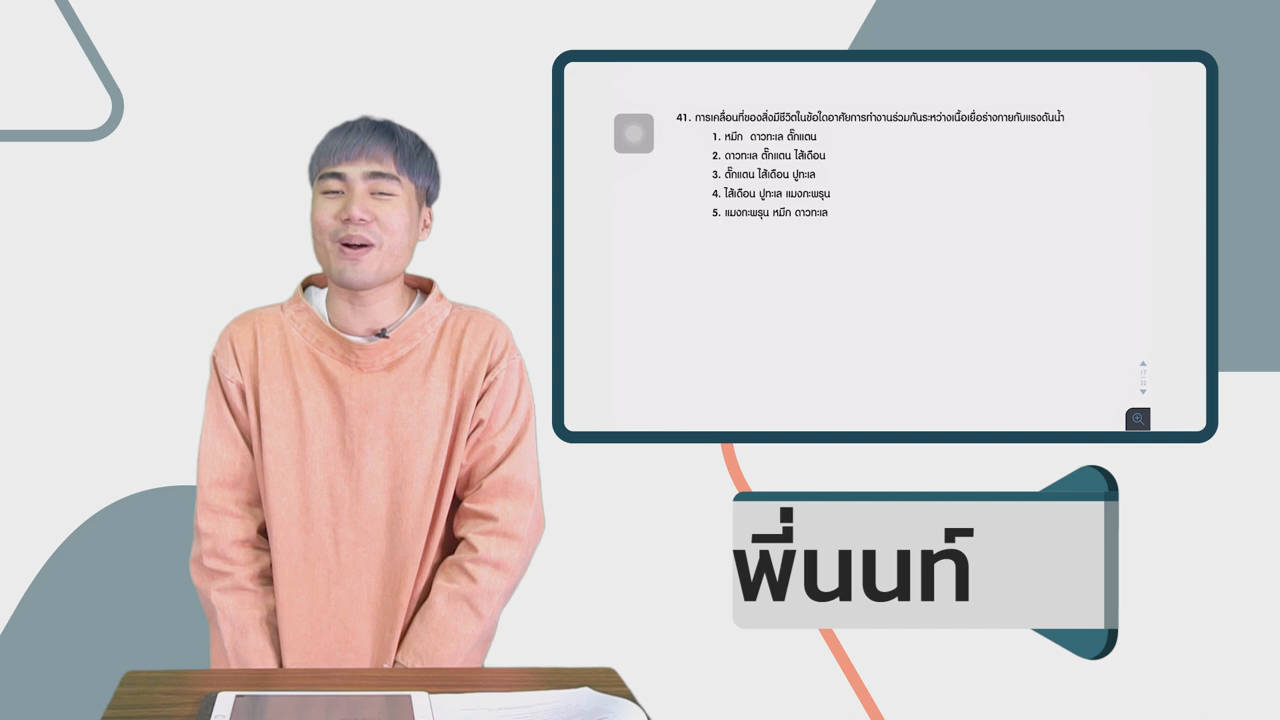 41. การเคลื่อนที่ของสิ่งมีชีวิตในข้อใดอาศัยการทำงานร่วมกันระหว่างเนื้อเยื่อร่างกายกับแรงดันน้ำ
1. หมึก ดาวทะเล ตั๊กแตน
2. ดาวทะเล ตั๊กแตน ไส้เดือน
3. ตั๊กแตน ไส้เดือน ปูทะเล
4. ไส้เดือน ปูทะเล แมงกะพรุน
5. แมงกะพรุน หมึก ดาวทะเล
17
32
พี่นนท์